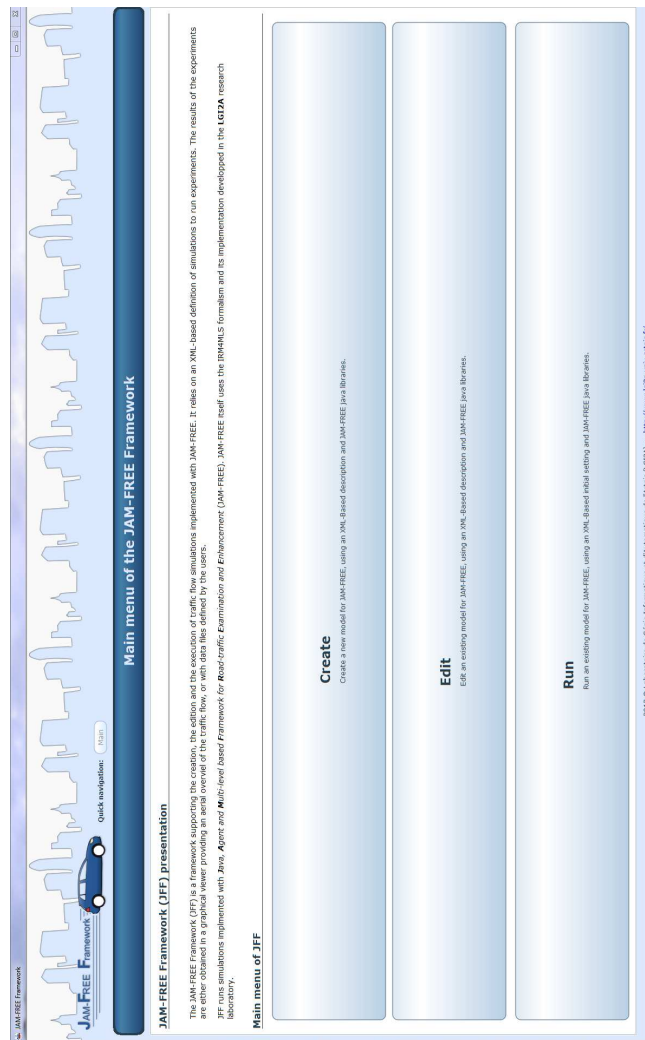 JAM-FREE Framework
JAM-FREE Framework
Quick navigation: Main
Main menu of the JAM-FREE Framework
JAM-FREE Framework (JFF) presentation
The JAM-FREE Framework (JFF) is a framework supporting the creation, the edition and the execution of traffic flow simulations implemented with JAM-FREE. It relies on an XML-based definition of simulations to run experiments. The results of the experiments
are either obtained in a graphical viewer providing an aerial overviel of the traffic flow, or with data files defined by the users.
JFF runs simulations implmented with Java, Agent and Multi-level based Framework for Road-traffic Examination and Enhancement (JAM-FREE). JAM-FREE itself uses the IRM4MLS formalism and its implementation developped in the LGI2A research
laboratory.
Main menu of JFF
Create
Create a new model for JAM-FREE, using an XML-Based description and JAM-FREE java libraries.
Edit
Edit an existing model for JAM-FREE, using an XML-Based description and JAM-FREE java libraries.
Run
Run an existing model for JAM-FREE, using an XML-Based initial setting and JAM-FREE java libraries.